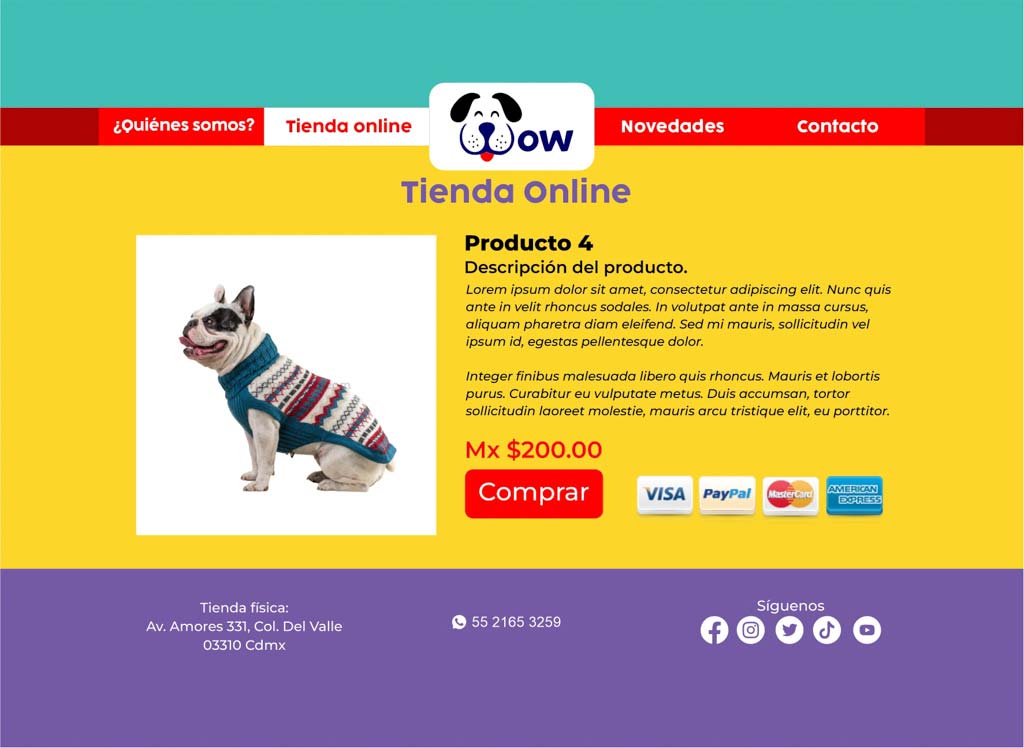 ¿Quiénes somos?
Tienda online
Wow
Novedades
Contacto
Tienda Online
Producto 4
Descripción del producto.
Lorem ipsum dolor sit amet, consectetur adipiscing elit. Nunc quis
ante in velit rhoncus sodales. In volutpat ante in massa cursus,
aliquam pharetra diam eleifend. Sed mi mauris, sollicitudin vel
ipsum id, egestas pellentesque dolor.
Integer finibus malesuada libero quis rhoncus. Mauris et lobortis
purus. Curabitur eu vulputate metus. Duis accumsan, tortor
sollicitudin laoreet molestie, mauris arcu tristique elit, eu porttitor.
Mx $200.00
Comprar
VISA
PayPal
MasterCard
AMERICAN
EXPRESS
Tienda física:
Av. Amores 331, Col. Del Valle
03310 Cdmx
55 2165 3259
Síguenos